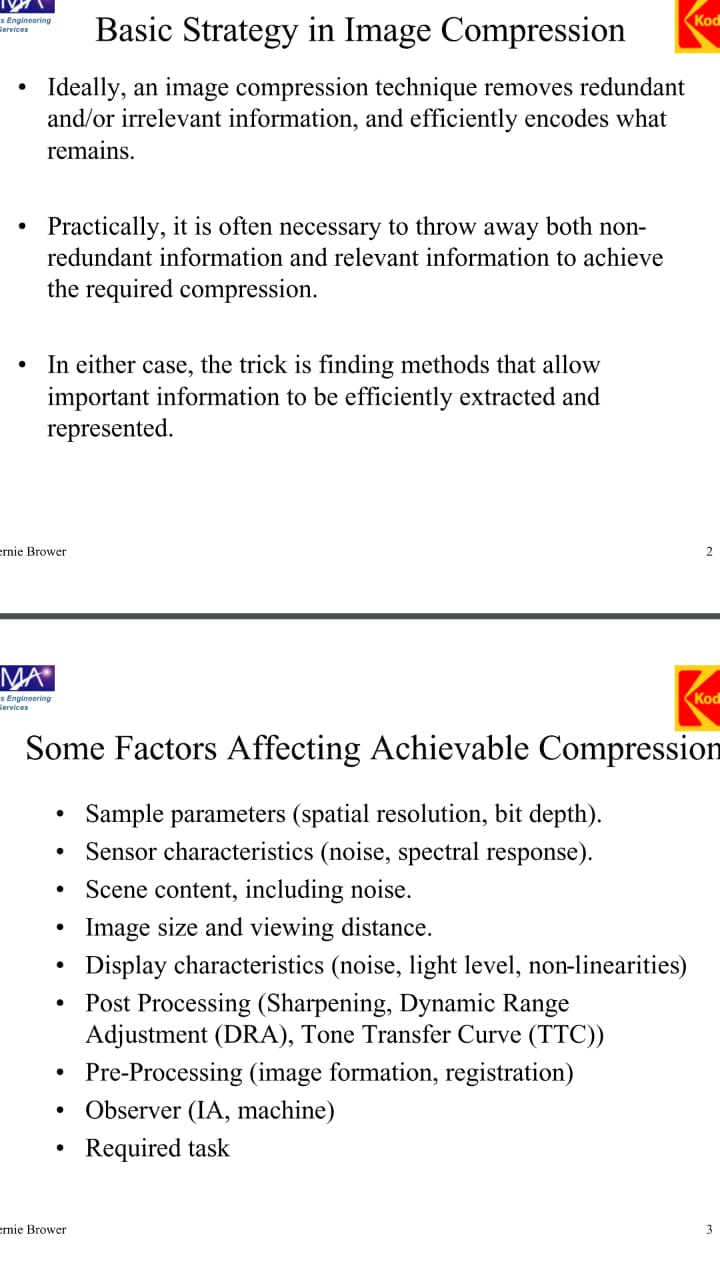 s Engineering
Services
Kod
Basic Strategy in Image Compression
• Ideally, an image compression technique removes redundant
and/or irrelevant information, and efficiently encodes what
remains.
• Practically, it is often necessary to throw away both non-
redundant information and relevant information to achieve
the required compression.
• In either case, the trick is finding methods that allow
important information to be efficiently extracted and
represented.
ernie Brower
2
MA
s Engineering
Services
Kod
Some Factors Affecting Achievable Compression
• Sample parameters (spatial resolution, bit depth).
• Sensor characteristics (noise, spectral response).
• Scene content, including noise.
• Image size and viewing distance.
• Display characteristics (noise, light level, non-linearities)
• Post Processing (Sharpening, Dynamic Range
Adjustment (DRA), Tone Transfer Curve (TTC))
• Pre-Processing (image formation, registration)
• Observer (IA, machine)
• Required task
ernie Brower
3